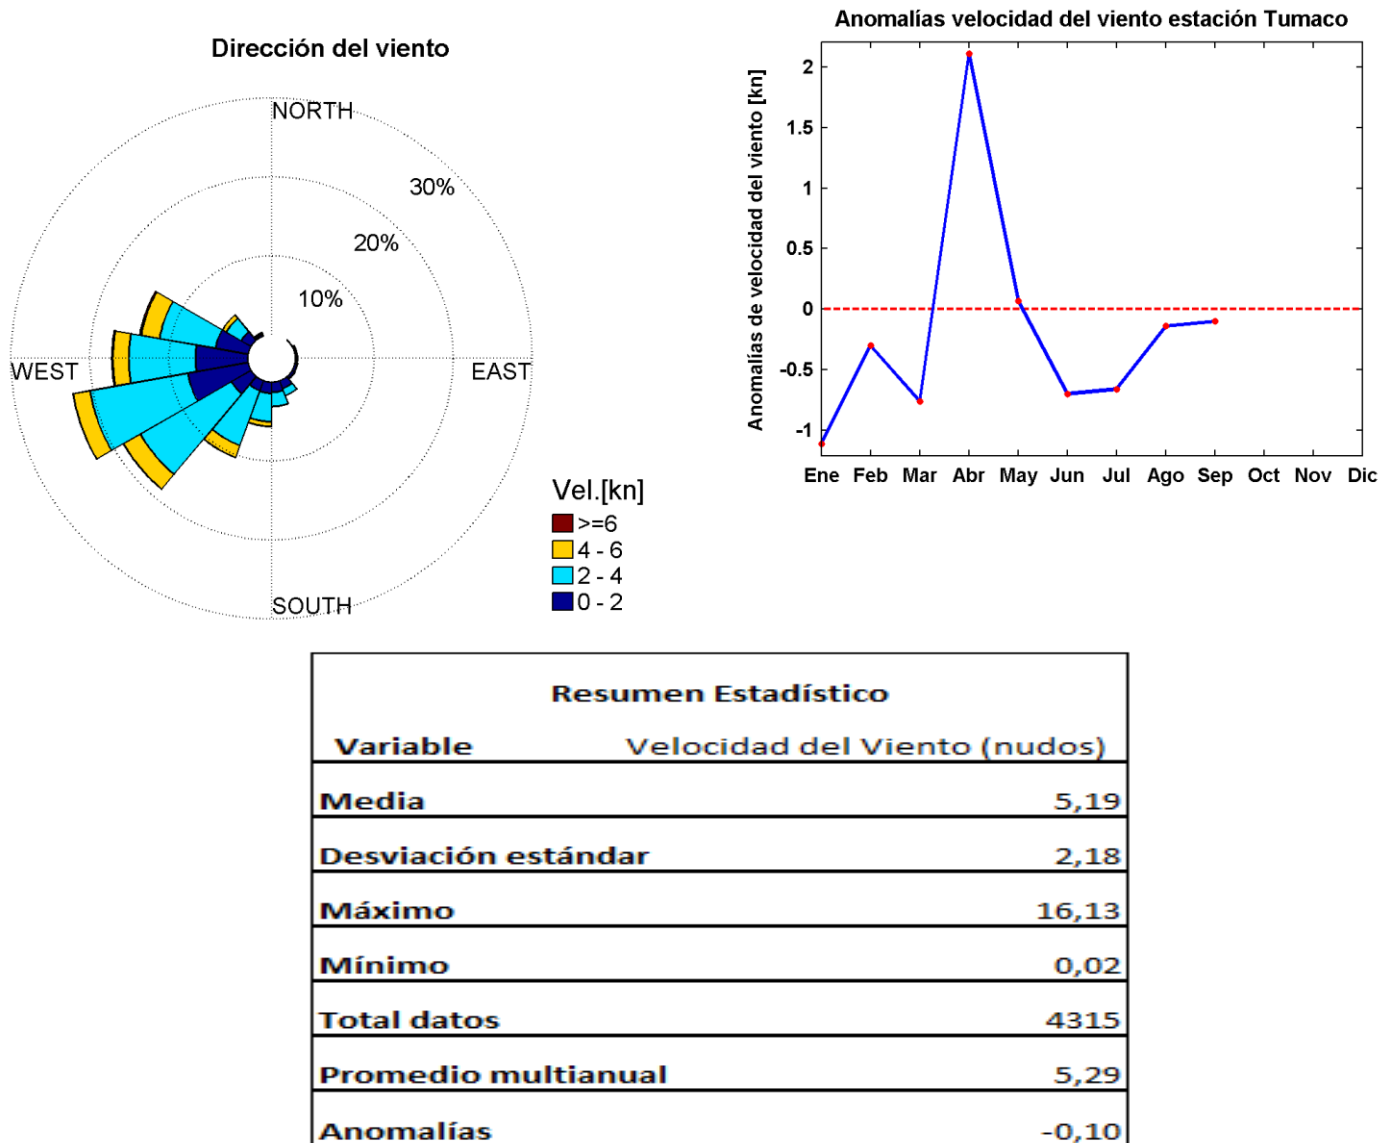 Dirección del viento
NORTH
30%
20%
10%
WEST
EAST
SOUTH
Vel.[kn]
>=6
4 - 6
2 - 4
0 - 2
Anomalías velocidad del viento estación Tumaco
Anomalías de velocidad del viento [kn]
2
1.5
1
0.5
0
-0.5
-1
Ene Feb Mar Abr May Jun Jul Ago Sep Oct Nov Dic
Resumen Estadístico
Variable Velocidad del Viento (nudos)
Media 5,19
Desviación estándar 2,18
Máximo 16,13
Mínimo 0,02
Total datos 4315
Promedio multianual 5,29
Anomalías -0,10